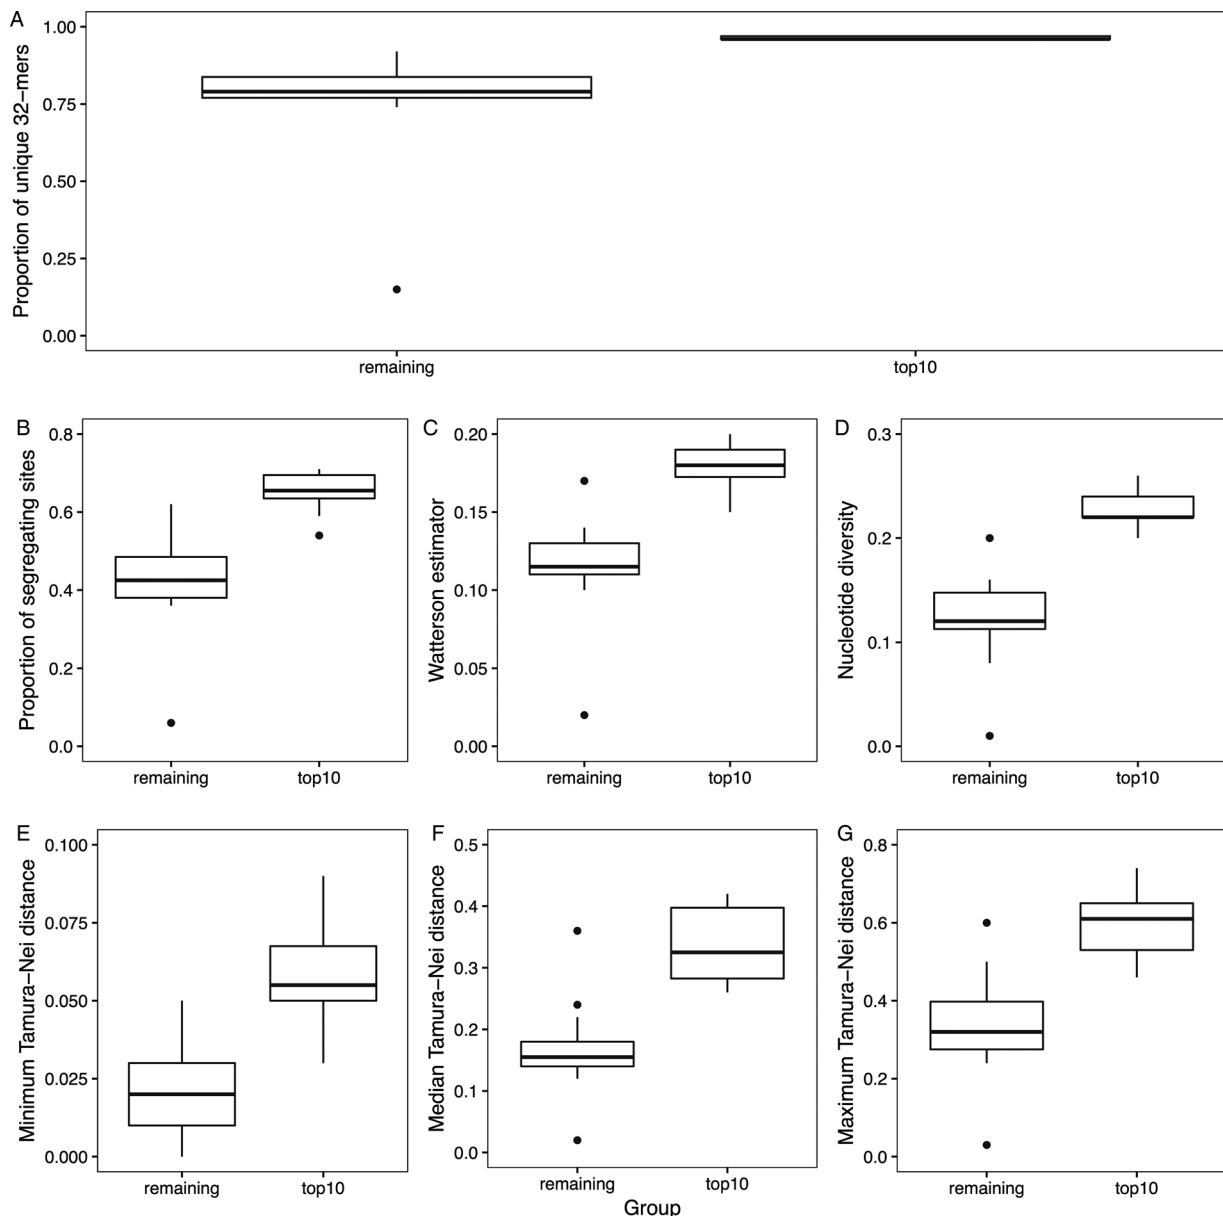 A
Proportion of unique 32−mers
1.00
0.75
0.50
0.25
0.00
remaining top10
B
Proportion of segregating sites
0.8
0.6
0.4
0.2
0.0
remaining top10
C
Watterson estimator
0.20
0.15
0.10
0.05
0.00
remaining top10
D
Nucleotide diversity
0.3
0.2
0.1
0.0
remaining top10
E
Minimum Tamura−Nei distance
0.100
0.075
0.050
0.025
0.000
remaining top10
F
Median Tamura−Nei distance
0.5
0.4
0.3
0.2
0.1
0.0
remaining top10
G
Maximum Tamura−Nei distance
0.8
0.6
0.4
0.2
0.0
remaining top10
Group